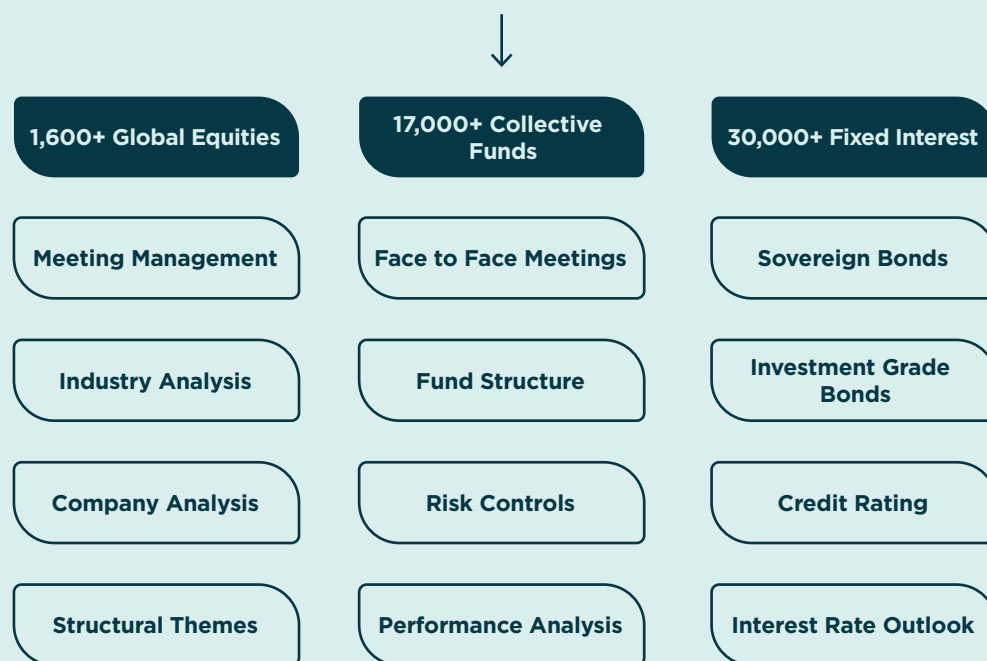 1,600+ Global Equities
17,000+ Collective
Funds
30,000+ Fixed Interest
Meeting Management
Face to Face Meetings
Sovereign Bonds
Industry Analysis
Fund Structure
Investment Grade
Bonds
Company Analysis
Risk Controls
Credit Rating
Structural Themes
Performance Analysis
Interest Rate Outlook